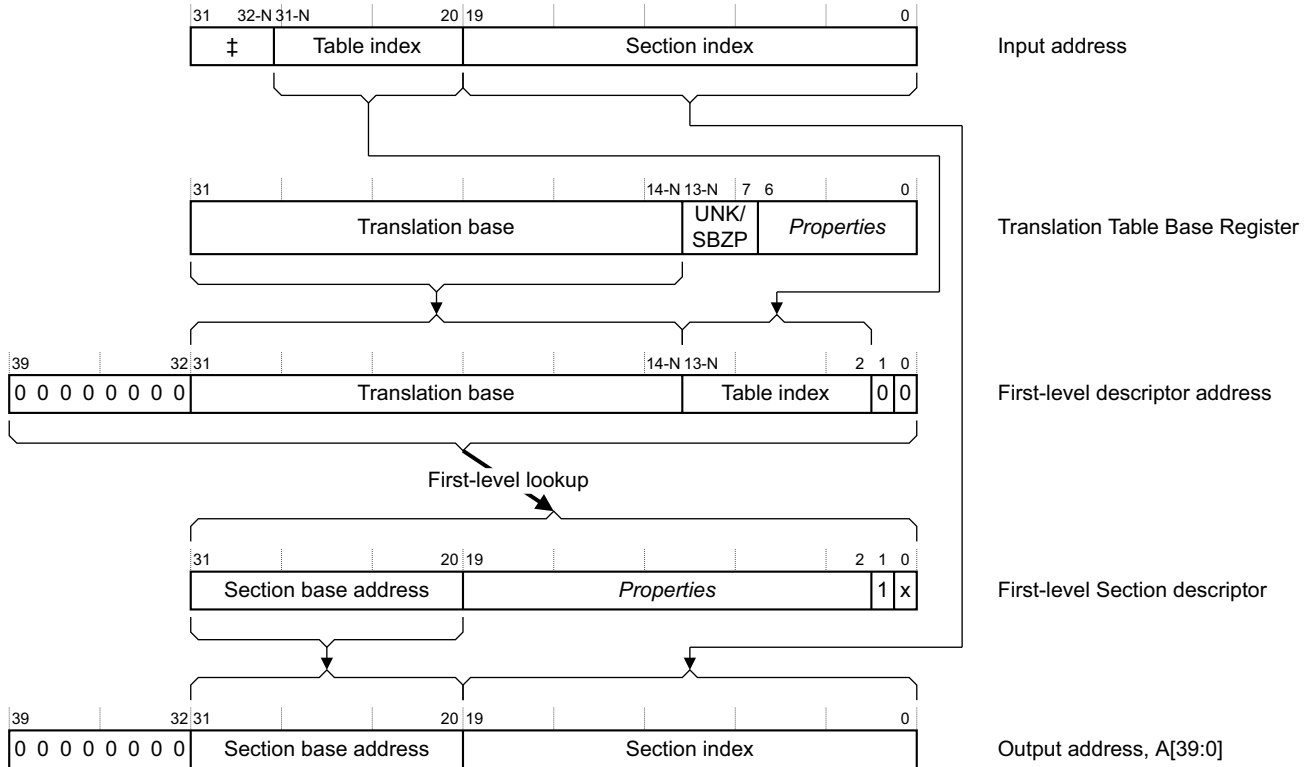 31 32-N 31-N 20 19 0
‡ Table index Section index Input address
31 14-N 13-N 7 6 0
Translation base UNK/ SBZP Properties Translation Table Base Register
39 32 31 14-N 13-N 2 1 0
0 0 0 0 0 0 0 0 Translation base Table index 0 0 First-level descriptor address
First-level lookup
31 20 19 2 1 0
Section base address Properties 1 x First-level Section descriptor
39 32 31 20 19 0
0 0 0 0 0 0 0 0 Section base address Section index Output address, A[39:0]